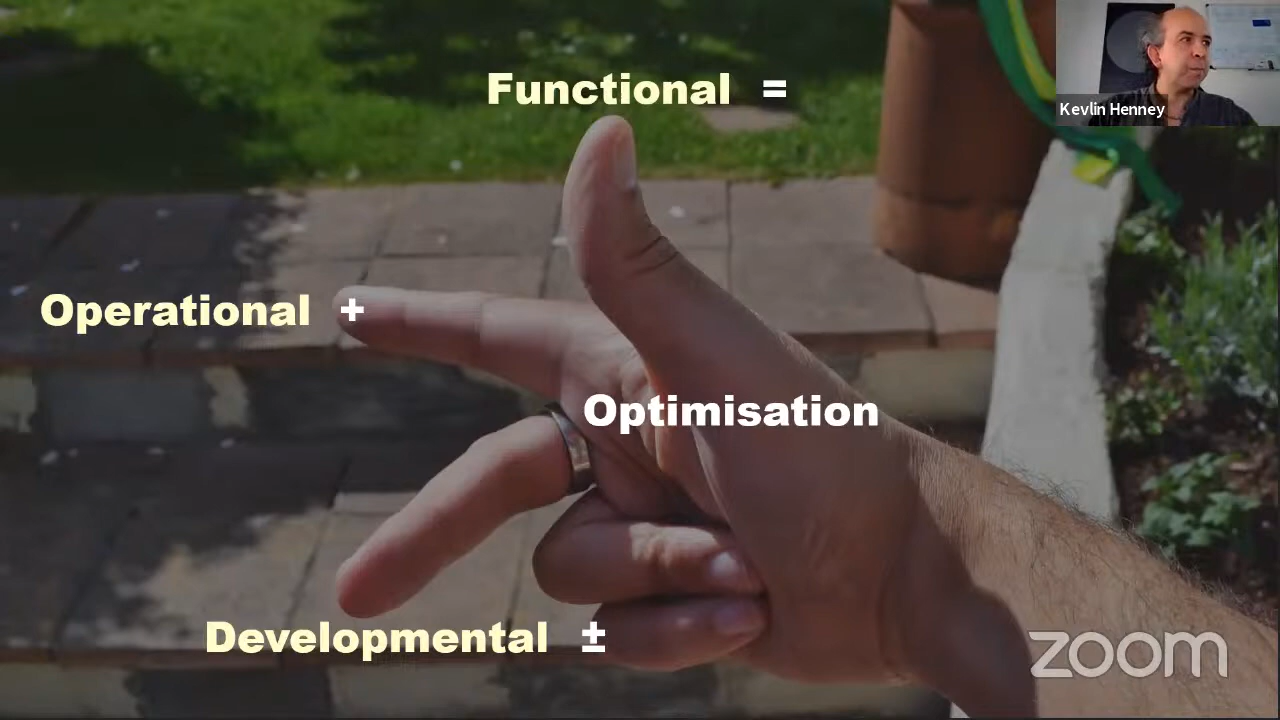 Functional =
Kevlin Henney
Operational +
Optimisation
Developmental ±
zoom